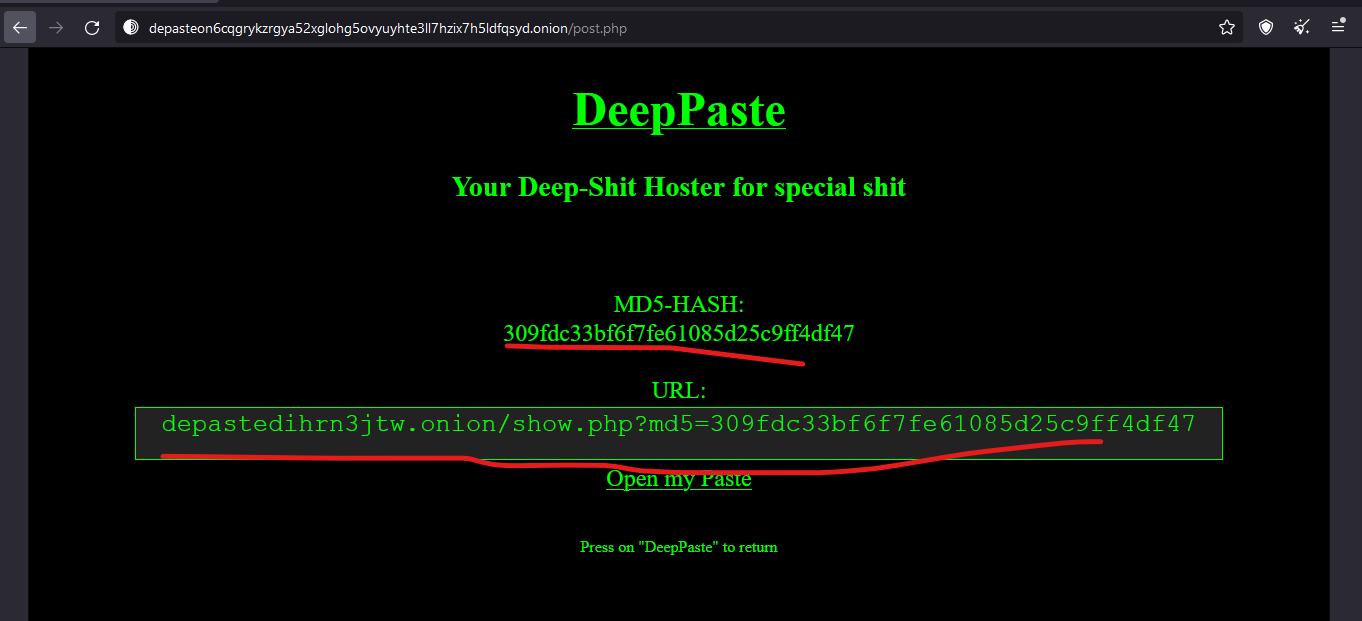 depasteon6cqgrykzrgya52xglohg5ovyuyhte3ll7hzix7h5ldfqsyd.onion/post.php
DeepPaste
Your Deep-Shit Hoster for special shit
MD5-HASH:
309fdc33bf6f7fe61085d25c9ff4df47
URL:
depastedihrn3jtw.onion/show.php?md5=309fdc33bf6f7fe61085d25c9ff4df47
Open my Paste
Press on "DeepPaste" to return